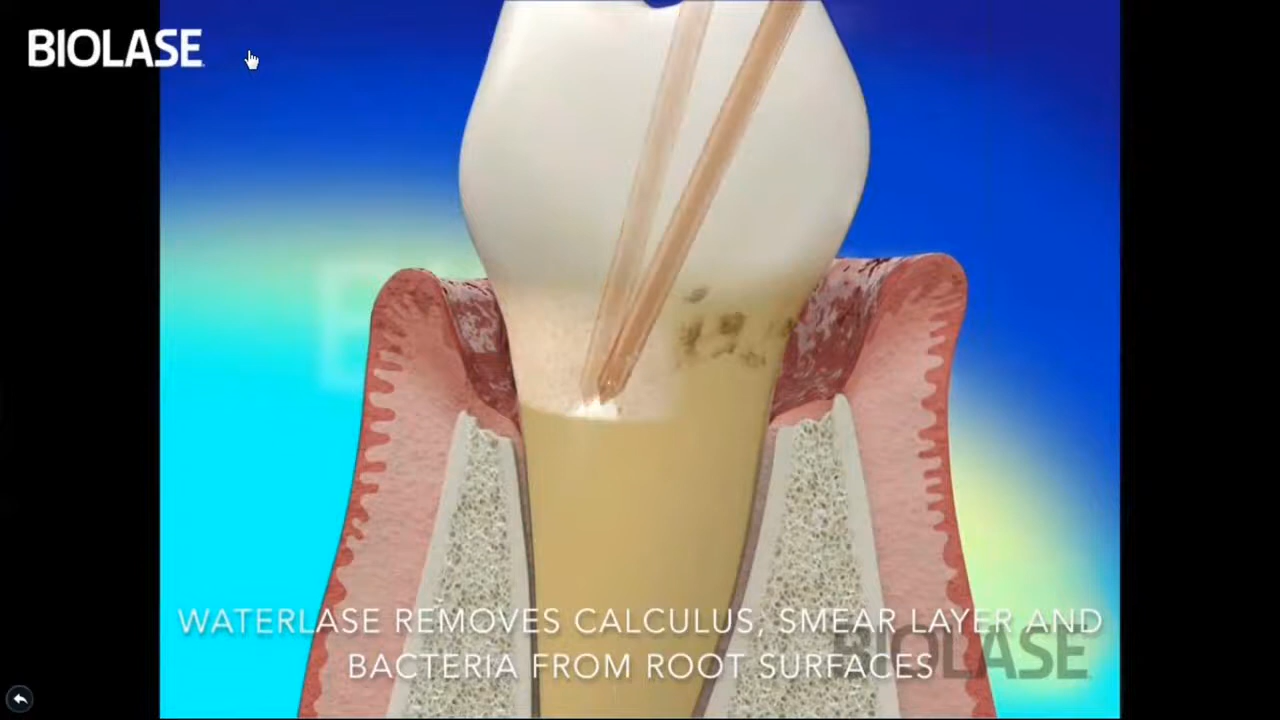 BIOLASE
WATERLASE REMOVES CALCULUS, SMEAR LAYER AND
BACTERIA FROM ROOT SURFACES
BIOLASE